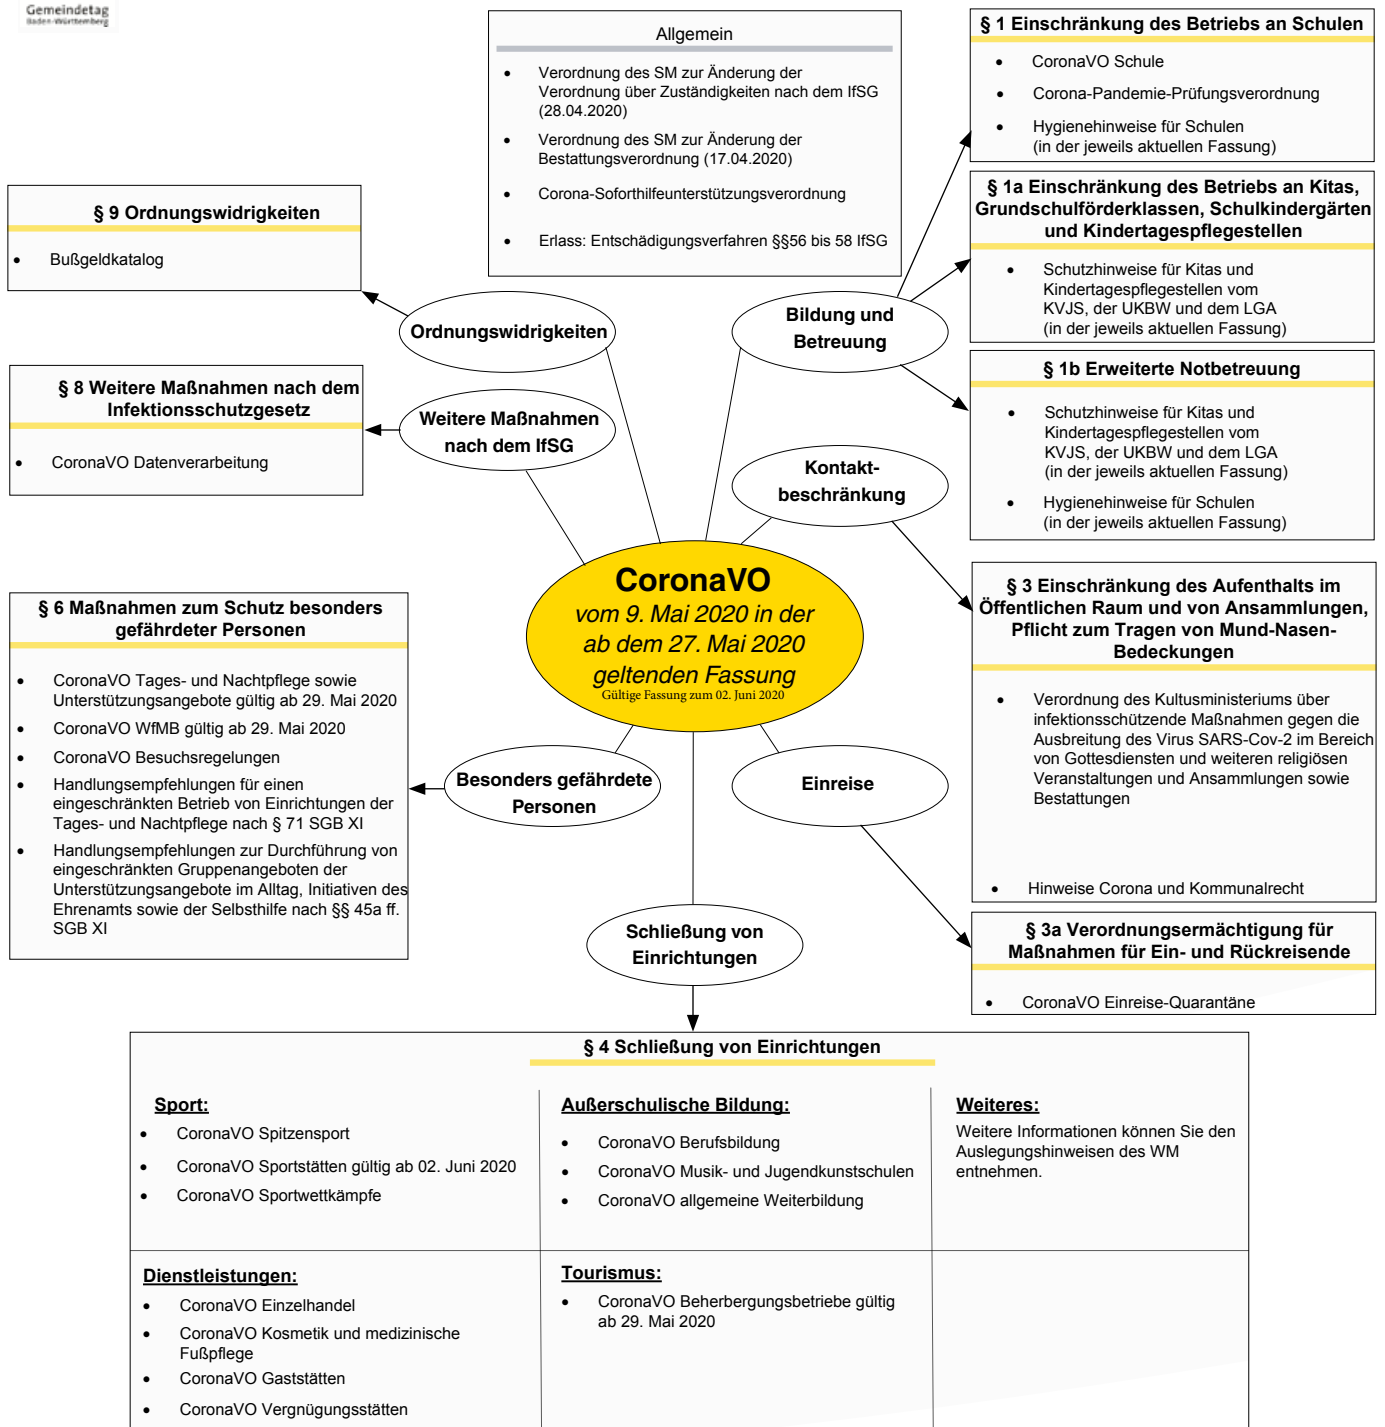 Gemeindetag
Baden-Württemberg
Allgemein
• Verordnung des SM zur Änderung der
Verordnung über Zuständigkeiten nach dem IfSG
(28.04.2020)
• Verordnung des SM zur Änderung der
Bestattungsverordnung (17.04.2020)
• Corona-Soforthilfeunterstützungsverordnung
• Erlass: Entschädigungsverfahren §§56 bis 58 IfSG
§ 1 Einschränkung des Betriebs an Schulen
• CoronaVO Schule
• Corona-Pandemie-Prüfungsverordnung
• Hygienehinweise für Schulen
(in der jeweils aktuellen Fassung)
§ 1a Einschränkung des Betriebs an Kitas,
Grundschulförderklassen, Schulkindergärten
und Kindertagespflegestellen
• Schutzhinweise für Kitas und
Kindertagespflegestellen vom
KVJS, der UKBW und dem LGA
(in der jeweils aktuellen Fassung)
§ 1b Erweiterte Notbetreuung
• Schutzhinweise für Kitas und
Kindertagespflegestellen vom
KVJS, der UKBW und dem LGA
(in der jeweils aktuellen Fassung)
• Hygienehinweise für Schulen
(in der jeweils aktuellen Fassung)
§ 9 Ordnungswidrigkeiten
• Bußgeldkatalog
Ordnungswidrigkeiten
Bildung und
Betreuung
§ 8 Weitere Maßnahmen nach dem
Infektionsschutzgesetz
• CoronaVO Datenverarbeitung
Weitere Maßnahmen
nach dem IfSG
Kontakt-
beschränkung
CoronaVO
vom 9. Mai 2020 in der
ab dem 27. Mai 2020
geltenden Fassung
Gültige Fassung zum 02. Juni 2020
§ 3 Einschränkung des Aufenthalts im
Öffentlichen Raum und von Ansammlungen,
Pflicht zum Tragen von Mund-Nasen-
Bedeckungen
• Verordnung des Kultusministeriums über
infektionsschützende Maßnahmen gegen die
Ausbreitung des Virus SARS-Cov-2 im Bereich
von Gottesdiensten und weiteren religiösen
Veranstaltungen und Ansammlungen sowie
Bestattungen
• Hinweise Corona und Kommunalrecht
§ 6 Maßnahmen zum Schutz besonders
gefährdeter Personen
• CoronaVO Tages- und Nachtpflege sowie
Unterstützungsangebote gültig ab 29. Mai 2020
• CoronaVO WfMB gültig ab 29. Mai 2020
• CoronaVO Besuchsregelungen
• Handlungsempfehlungen für einen
eingeschränkten Betrieb von Einrichtungen der
Tages- und Nachtpflege nach § 71 SGB XI
• Handlungsempfehlungen zur Durchführung von
eingeschränkten Gruppenangeboten der
Unterstützungsangebote im Alltag, Initiativen des
Ehrenamts sowie der Selbsthilfe nach §§ 45a ff.
SGB XI
Besonders gefährdete
Personen
Einreise
Schließung von
Einrichtungen
§ 3a Verordnungsermächtigung für
Maßnahmen für Ein- und Rückreisende
• CoronaVO Einreise-Quarantäne
§ 4 Schließung von Einrichtungen
Sport:
• CoronaVO Spitzensport
• CoronaVO Sportstätten gültig ab 02. Juni 2020
• CoronaVO Sportwettkämpfe
Außerschulische Bildung:
• CoronaVO Berufsbildung
• CoronaVO Musik- und Jugendkunstschulen
• CoronaVO allgemeine Weiterbildung
Weiteres:
Weitere Informationen können Sie den
Auslegungshinweisen des WM
entnehmen.
Dienstleistungen:
• CoronaVO Einzelhandel
• CoronaVO Kosmetik und medizinische
Fußpflege
• CoronaVO Gaststätten
• CoronaVO Vergnügungsstätten
Tourismus:
• CoronaVO Beherbergungsbetriebe gültig
ab 29. Mai 2020